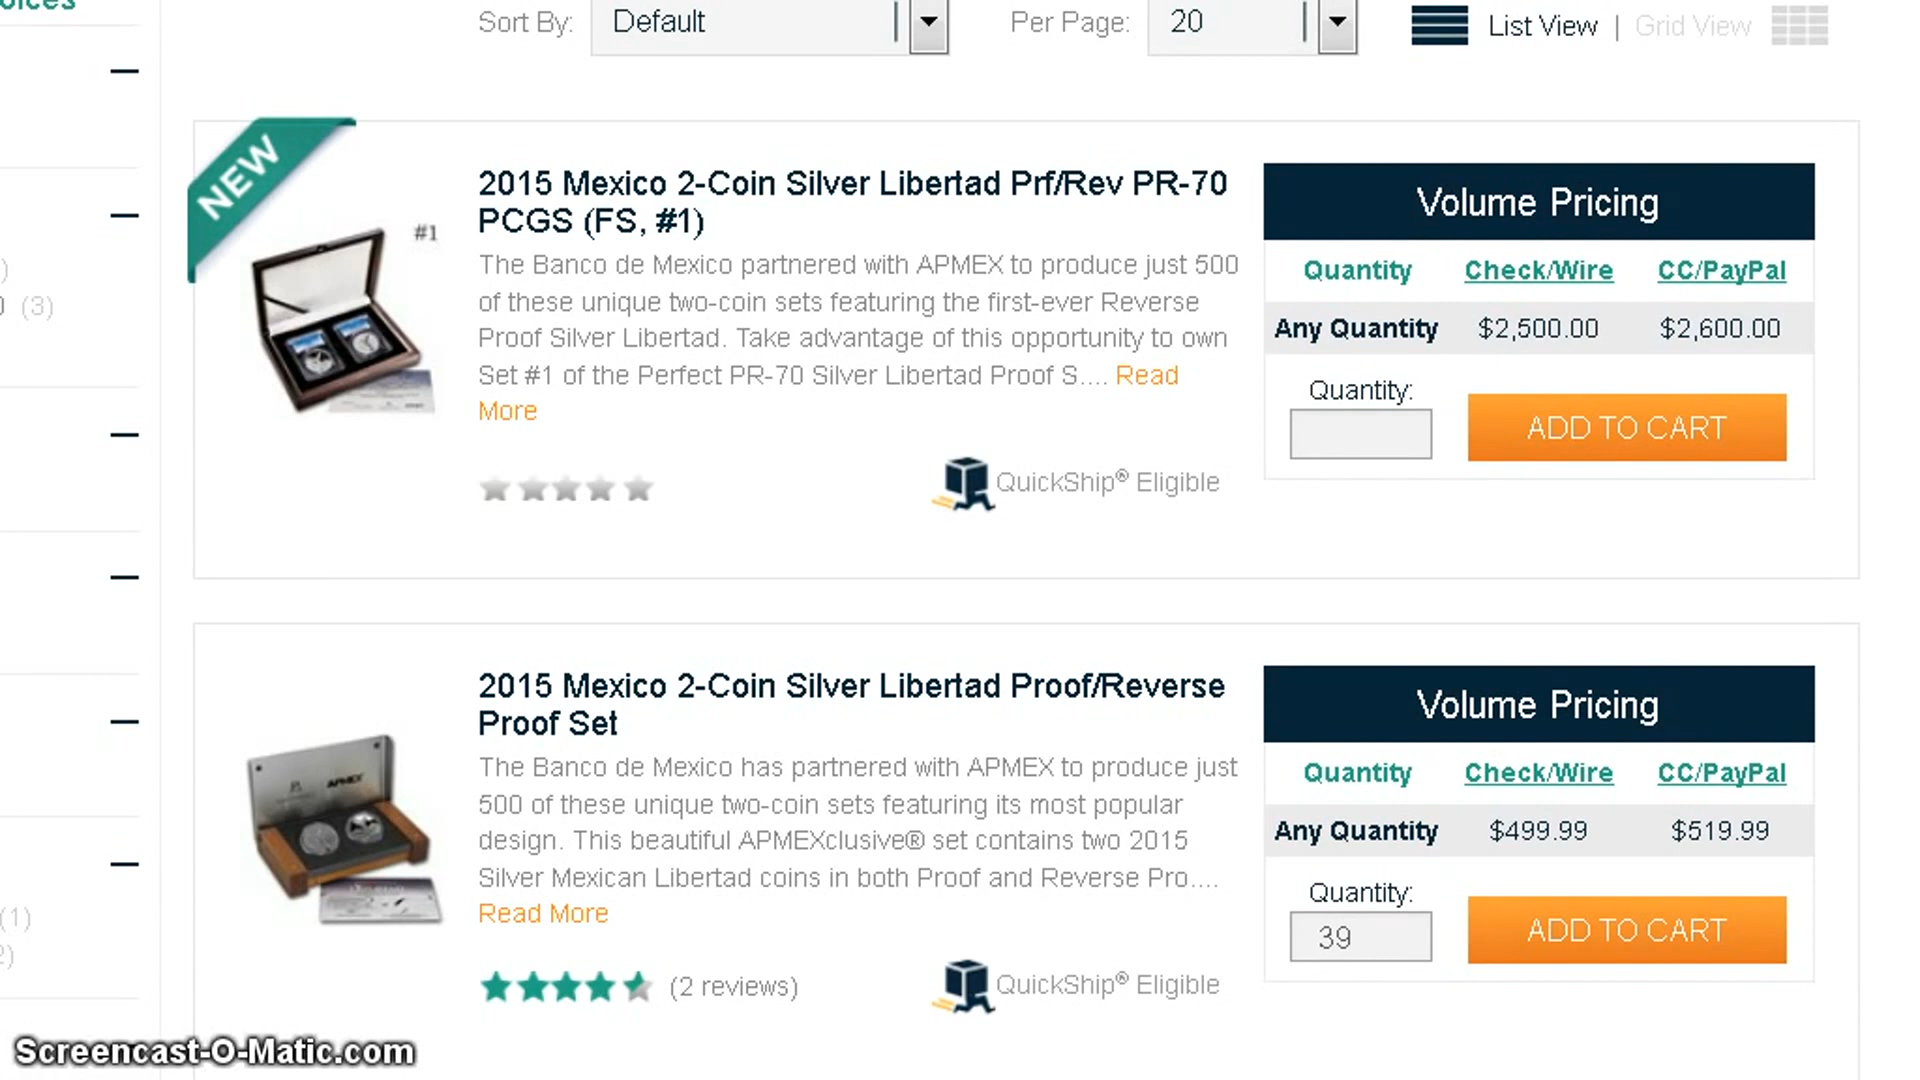 Sort By: Default Per Page: 20 List View | Grid View
NEW
#1
2015 Mexico 2-Coin Silver Libertad Prf/Rev PR-70
PCGS (FS, #1)
The Banco de Mexico partnered with APMEX to produce just 500
of these unique two-coin sets featuring the first-ever Reverse
Proof Silver Libertad. Take advantage of this opportunity to own
Set #1 of the Perfect PR-70 Silver Libertad Proof S.... Read
More
QuickShip® Eligible
Volume Pricing
Quantity Check/Wire CC/PayPal
Any Quantity $2,500.00 $2,600.00
Quantity:
ADD TO CART
(3)
APMEX
2015 Mexico 2-Coin Silver Libertad Proof/Reverse
Proof Set
The Banco de Mexico has partnered with APMEX to produce just
500 of these unique two-coin sets featuring its most popular
design. This beautiful APMEXclusive® set contains two 2015
Silver Mexican Libertad coins in both Proof and Reverse Pro....
Read More
(2 reviews)
QuickShip® Eligible
Volume Pricing
Quantity Check/Wire CC/PayPal
Any Quantity $499.99 $519.99
Quantity:
39 ADD TO CART
(1)
Screencast-O-Matic.com